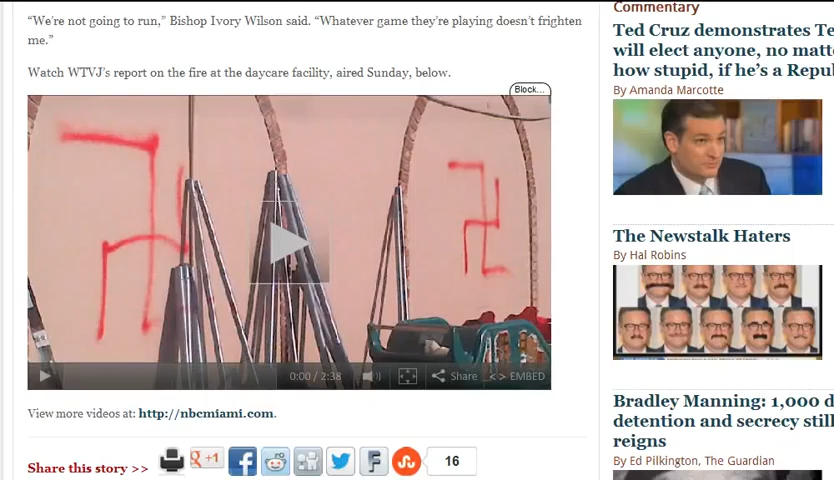 “We’re not going to run,” Bishop Ivory Wilson said. “Whatever game they’re playing doesn’t frighten
me.”
Watch WTVJ’s report on the fire at the daycare facility, aired Sunday, below.
Block...
0:00 / 2:38
Share
< > EMBED
View more videos at: http://nbcmiami.com.
Share this story >>
+1
16
Commentary
Ted Cruz demonstrates Te
will elect anyone, no matt
how stupid, if he’s a Repu
By Amanda Marcotte
The Newstalk Haters
By Hal Robins
Bradley Manning: 1,000 d
detention and secrecy still
reigns
By Ed Pilkington, The Guardian